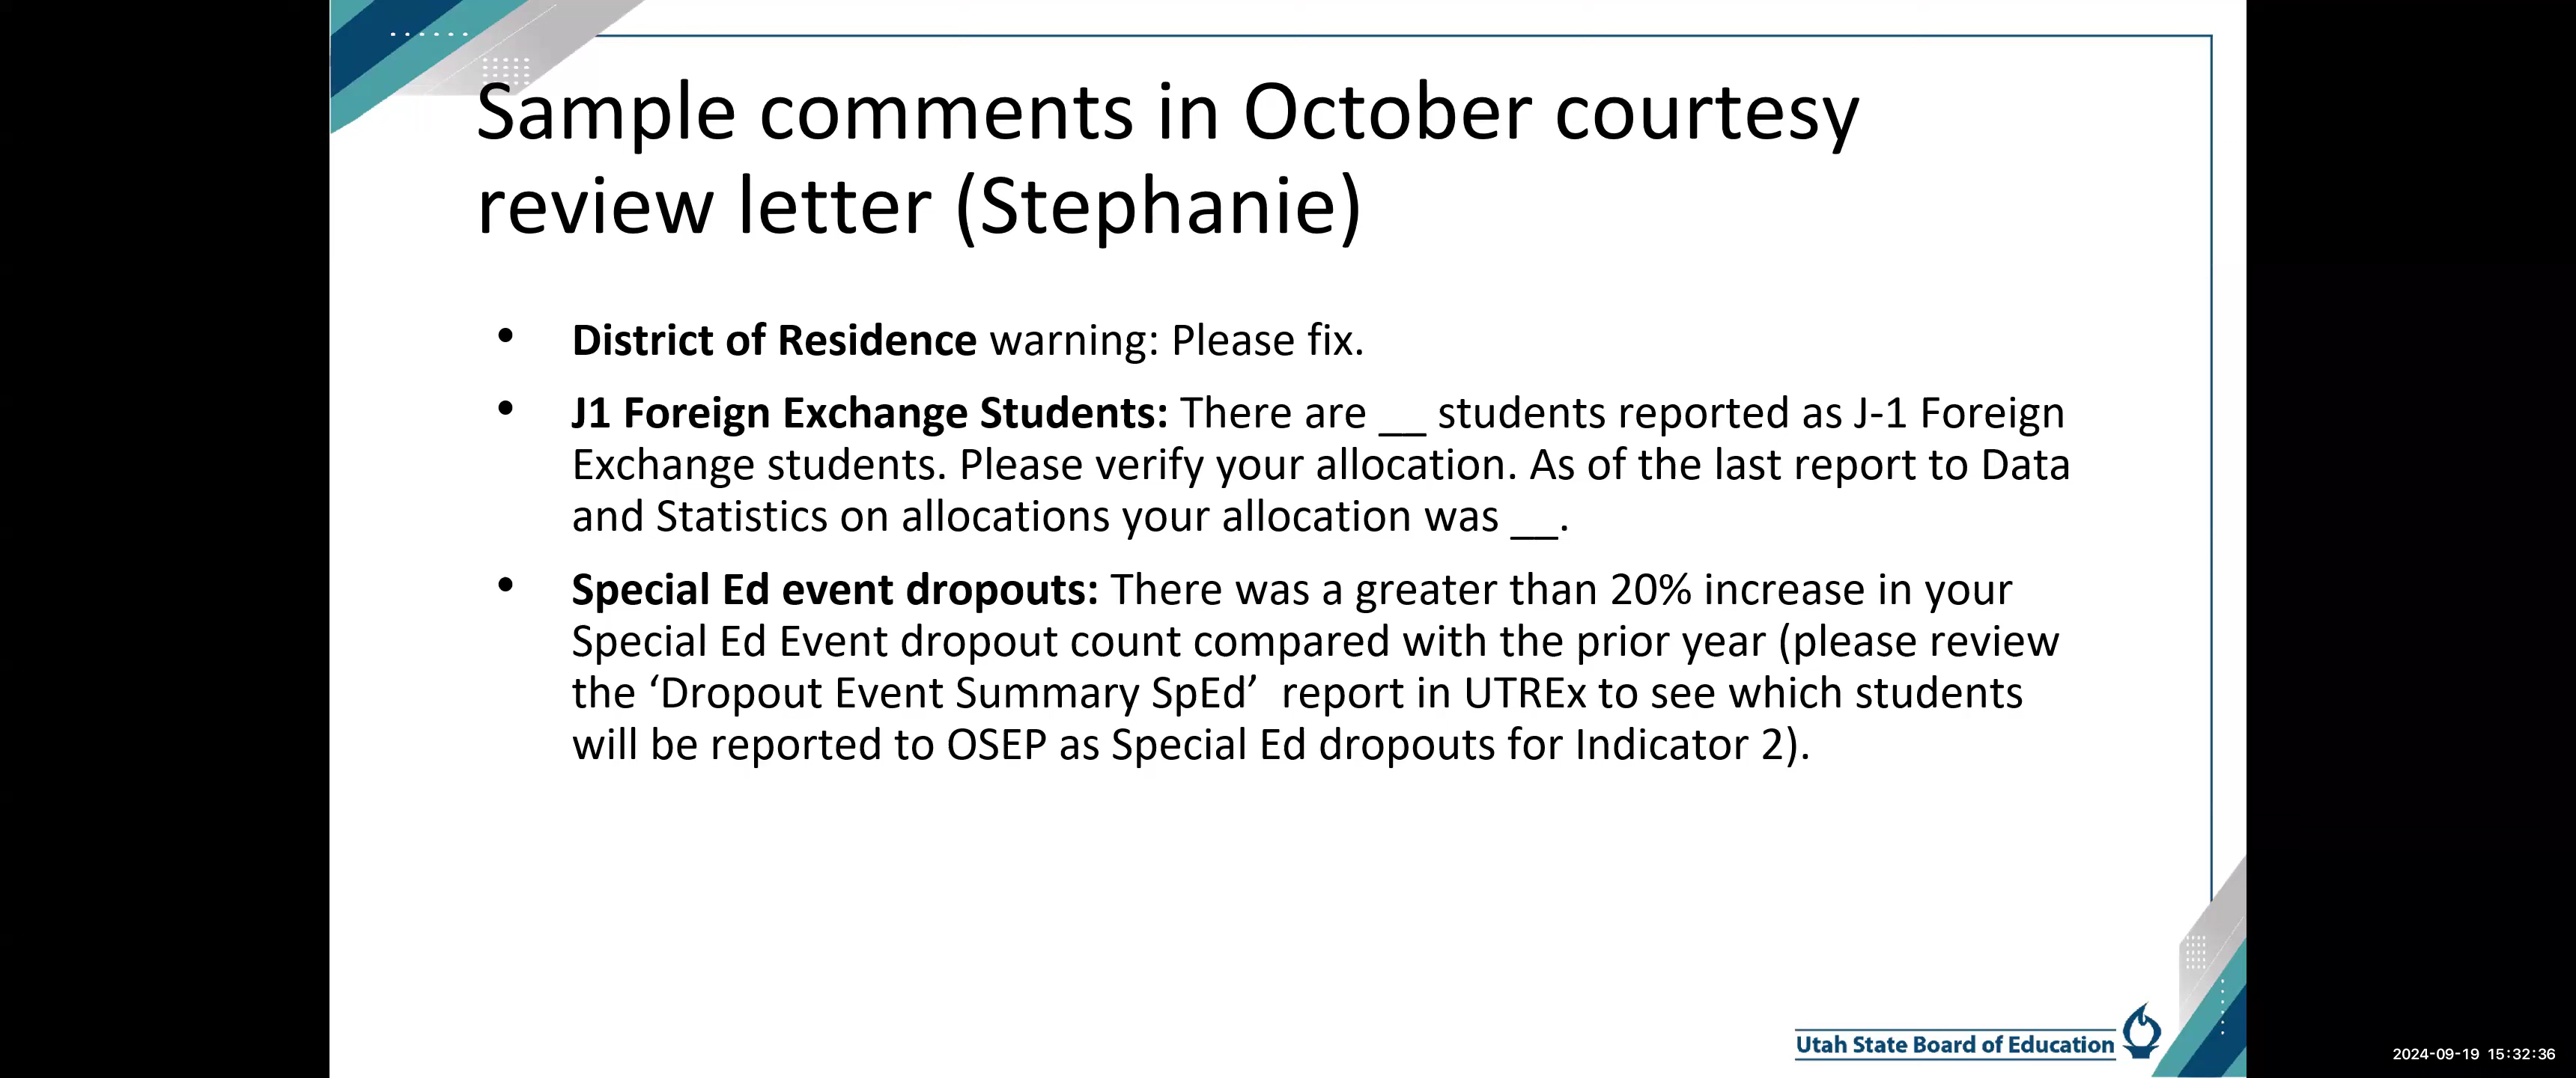 Sample comments in October courtesy
review letter (Stephanie)
• District of Residence warning: Please fix.
• J1 Foreign Exchange Students: There are __ students reported as J-1 Foreign
Exchange students. Please verify your allocation. As of the last report to Data
and Statistics on allocations your allocation was __.
• Special Ed event dropouts: There was a greater than 20% increase in your
Special Ed Event dropout count compared with the prior year (please review
the ‘Dropout Event Summary SpEd’  report in UTREx to see which students
will be reported to OSEP as Special Ed dropouts for Indicator 2).
Utah State Board of Education
2024-09-19 15:32:36